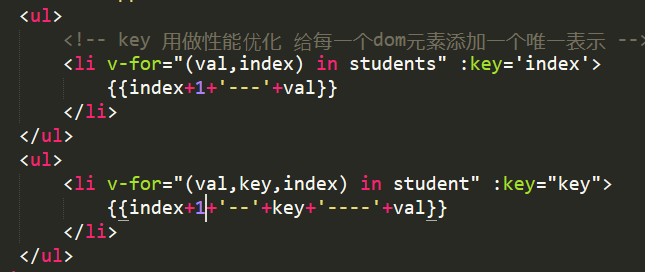 <ul>
<!-- key 用做性能优化 给每一个dom元素添加一个唯一表示 -->
<li v-for="(val,index) in students" :key='index'>
{{index+1+'---'+val}}
</li>
</ul>
<ul>
<li v-for="(val,key,index) in student" :key="key">
{{index+1+'--'+key+'----'+val}}
</li>
</ul>